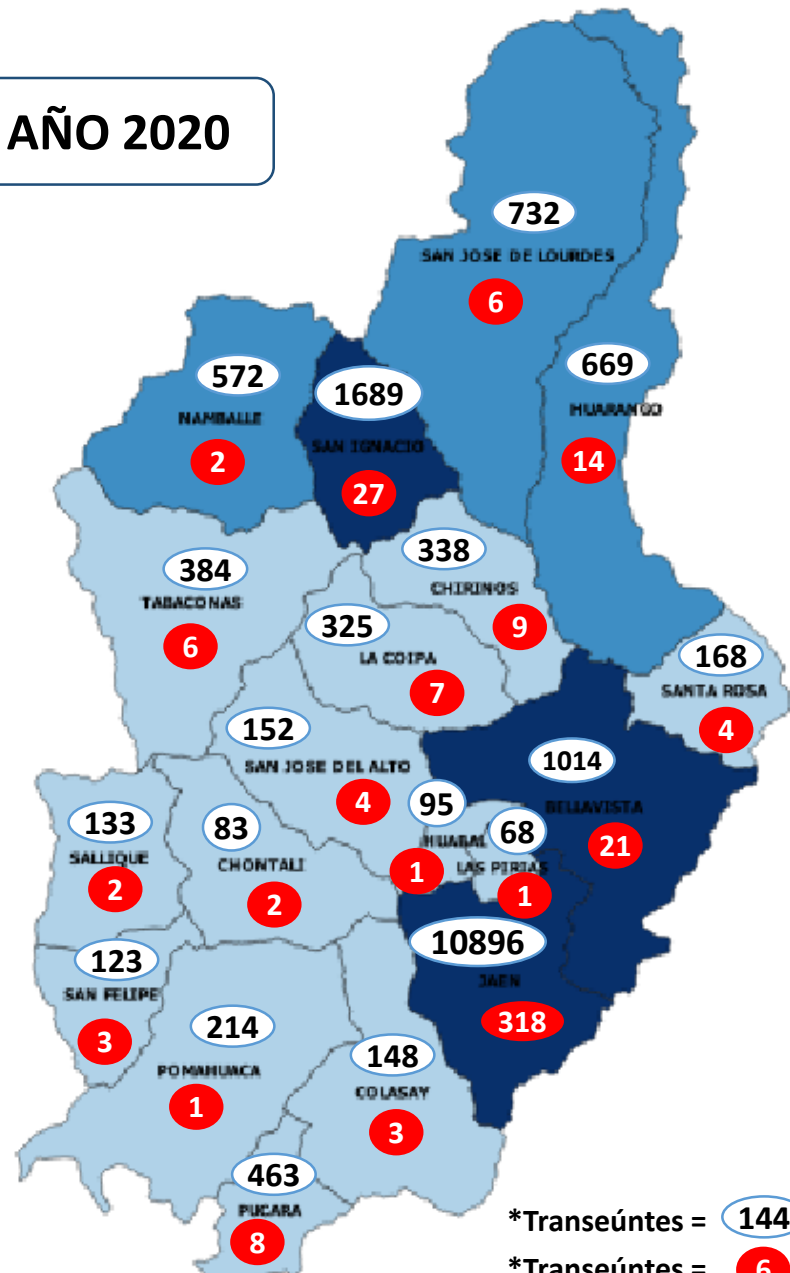 AÑO 2020
732
SAN JOSE DE LOURDES
6
669
HUARANGO
14
572
NAMBALLE
2
1689
SAN IGNACIO
27
384
TABACONAS
6
338
CHIRINOS
9
325
LA COIPA
7
168
SANTA ROSA
4
152
SAN JOSE DEL ALTO
4
1014
BELLAVISTA
21
95
HUABAL
1
68
LAS PIRIAS
1
133
SALLIQUE
2
83
CHONTALI
2
10896
JAEN
318
123
SAN FELIPE
3
214
POMAHUACA
1
148
COLASAY
3
463
PUCARA
8
*Transeúntes = 144
*Transeúntes = 6